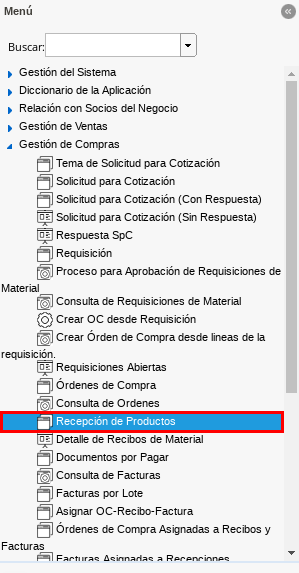 Menú
Buscar:
Gestión del Sistema
Diccionario de la Aplicación
Relación con Socios del Negocio
Gestión de Ventas
Gestión de Compras
Tema de Solicitud para Cotización
Solicitud para Cotización
Solicitud para Cotización (Con Respuesta)
Solicitud para Cotización (Sin Respuesta)
Respuesta SpC
Requisición
Proceso para Aprobación de Requisiciones de
Material
Consulta de Requisiciones de Material
Crear OC desde Requisición
Crear Órden de Compra desde lineas de la
requisición.
Requisiciones Abiertas
Órdenes de Compra
Consulta de Ordenes
Recepción de Productos
Detalle de Recibos de Material
Documentos por Pagar
Consulta de Facturas
Facturas por Lote
Asignar OC-Recibo-Factura
Órdenes de Compra Asignadas a Recibos y
Facturas
Facturas Asignadas a Recepciones